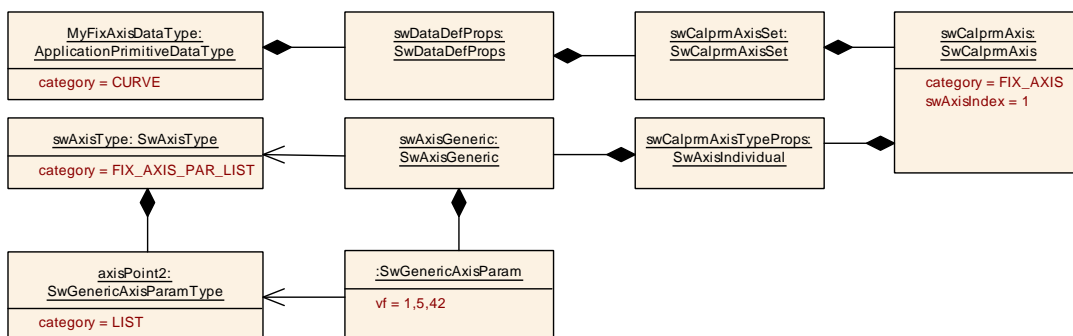 MyFixAxisDataType:
ApplicationPrimitiveDataType
category = CURVE
swDataDefProps:
SwDataDefProps
swCalprmAxisSet:
SwCalprmAxisSet
swCalprmAxis:
SwCalprmAxis
category = FIX_AXIS
swAxisIndex = 1
swAxisType: SwAxisType
category = FIX_AXIS_PAR_LIST
swAxisGeneric:
SwAxisGeneric
swCalprmAxisTypeProps:
SwAxisIndividual
axisPoint2:
SwGenericAxisParamType
category = LIST
:SwGenericAxisParam
vf = 1,5,42